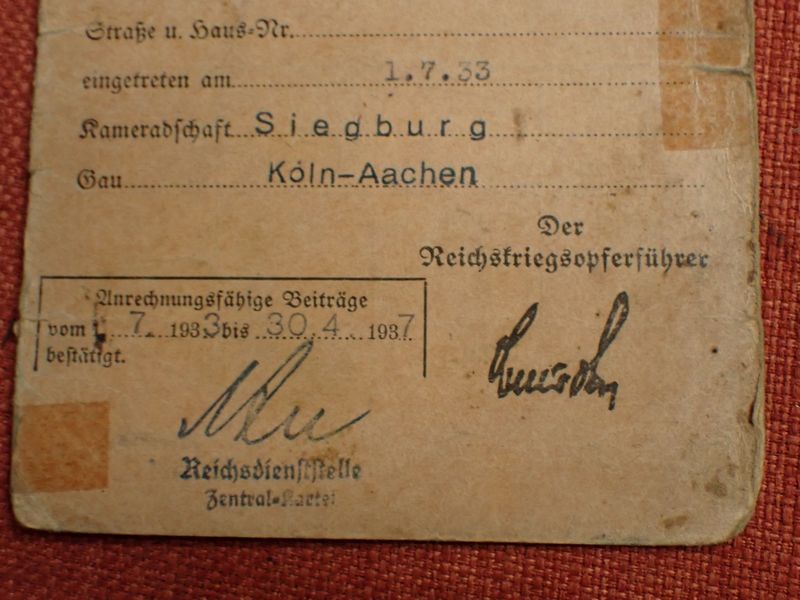 Straße u. Haus-Nr.
eingetreten am 1.7.33
Kameradschaft Siegburg
Gau Köln-Aachen
Der
Reichskriegsopferführer
Anrechnungsfähige Beiträge
vom 1. 7. 1933 bis 30.4. 1937
bestätigt.
Reichsdienststelle
Zentral-Kartei